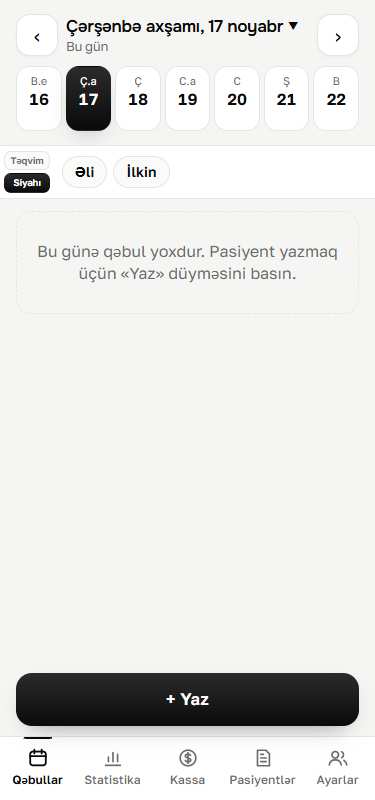 ‹
Çərşənbə axşamı, 17 noyabr ▼
Bu gün
›
B.e Ç.a Ç C.a C Ş B
16 17 18 19 20 21 22
Təqvim
Siyahı
Əli İlkin
Bu günə qəbul yoxdur. Pasiyent yazmaq
üçün «Yaz» düyməsini basın.
+ Yaz
Qəbullar Statistika Kassa Pasiyentlər Ayarlar